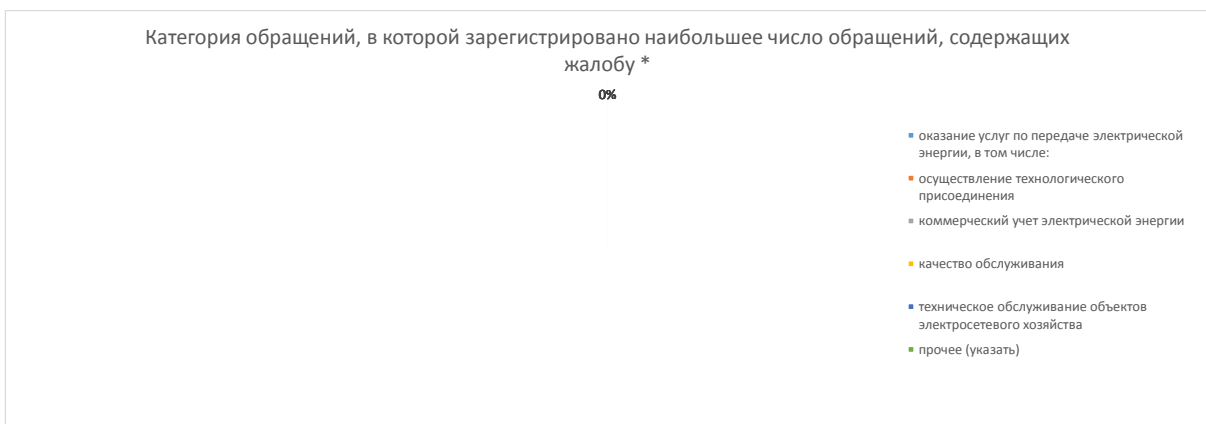 Категория обращений, в которой зарегистрировано наибольшее число обращений, содержащих
жалобу *
0%
оказание услуг по передаче электрической
энергии, в том числе:
осуществление технологического
присоединения
коммерческий учет электрической энергии
качество обслуживания
техническое обслуживание объектов
электросетевого хозяйства
прочее (указать)